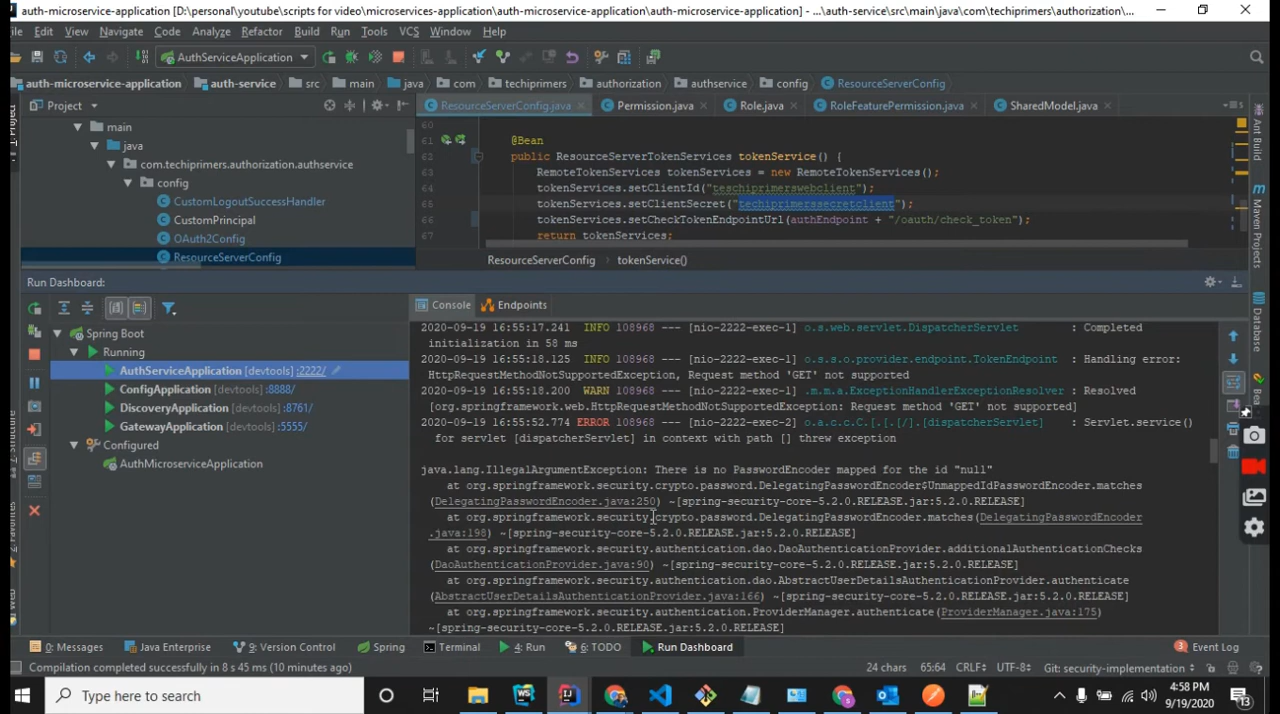 auth-microservice-application [D:\personal\youtube\scripts for video\microservices-application\auth-microservice-application\auth-microservice-application] - ...\auth-service\src\main\java\com\techiprimers\authorization\auth...
ile Edit View Navigate Code Analyze Refactor Build Run Tools VCS Window Help
AuthServiceApplication
auth-microservice-application auth-service src main java com techiprimers authorization authservice config ResourceServerConfig
Project
ResourceServerConfig.java Permission.java Role.java RoleFeaturePermission.java SharedModel.java
main
java
com.techiprimers.authorization.authservice
config
CustomLogoutSuccessHandler
CustomPrincipal
OAuth2Config
ResourceServerConfig
60
61 @Bean
62 public ResourceServerTokenServices tokenService() {
63 RemoteTokenServices tokenServices = new RemoteTokenServices();
64 tokenServices.setClientId("teschiprimerswebclient");
65 tokenServices.setClientSecret("techiprimerssecretclient");
66 tokenServices.setCheckTokenEndpointUrl(authEndpoint + "/oauth/check_token");
67 return tokenServices;
ResourceServerConfig tokenService()
Ant Build
Maven Projects
Database
Bea
Run Dashboard:
Spring Boot
Running
AuthServiceApplication [devtools] :2222/
ConfigApplication [devtools] :8888/
DiscoveryApplication [devtools] :8761/
GatewayApplication [devtools] :5555/
Configured
AuthMicroserviceApplication
Console Endpoints
2020-09-19 16:55:17.241 INFO 108968 --- [nio-2222-exec-1] o.s.web.servlet.DispatcherServlet : Completed
initialization in 58 ms
2020-09-19 16:55:18.125 INFO 108968 --- [nio-2222-exec-1] o.s.s.o.provider.endpoint.TokenEndpoint : Handling error:
HttpRequestMethodNotSupportedException, Request method 'GET' not supported
2020-09-19 16:55:18.200 WARN 108968 --- [nio-2222-exec-1] .m.m.a.ExceptionHandlerExceptionResolver : Resolved
[org.springframework.web.HttpRequestMethodNotSupportedException: Request method 'GET' not supported]
2020-09-19 16:55:52.774 ERROR 108968 --- [nio-2222-exec-4] o.a.c.c.C.[.[.[/].[dispatcherServlet] : Servlet.service()
for servlet [dispatcherServlet] in context with path [] threw exception
java.lang.IllegalArgumentException: There is no PasswordEncoder mapped for the id "null"
at org.springframework.security.crypto.password.DelegatingPasswordEncoder$UnmappedIdPasswordEncoder.matches
(DelegatingPasswordEncoder.java:250) ~[spring-security-core-5.2.0.RELEASE.jar:5.2.0.RELEASE]
at org.springframework.security.crypto.password.DelegatingPasswordEncoder.matches(DelegatingPasswordEncoder
.java:198) ~[spring-security-core-5.2.0.RELEASE.jar:5.2.0.RELEASE]
at org.springframework.security.authentication.dao.DaoAuthenticationProvider.additionalAuthenticationChecks
(DaoAuthenticationProvider.java:90) ~[spring-security-core-5.2.0.RELEASE.jar:5.2.0.RELEASE]
at org.springframework.security.authentication.dao.AbstractUserDetailsAuthenticationProvider.authenticate
(AbstractUserDetailsAuthenticationProvider.java:166) ~[spring-security-core-5.2.0.RELEASE.jar:5.2.0.RELEASE]
at org.springframework.security.authentication.ProviderManager.authenticate(ProviderManager.java:175)
~[spring-security-core-5.2.0.RELEASE.jar:5.2.0.RELEASE]
0: Messages Java Enterprise 9: Version Control Spring Terminal 4: Run 6: TODO Run Dashboard 3 Event Log
Compilation completed successfully in 8 s 45 ms (10 minutes ago) 24 chars 65:64 CRLF÷ UTF-8÷ Git: security-implementation
Type here to search
4:58 PM
9/19/2020
13